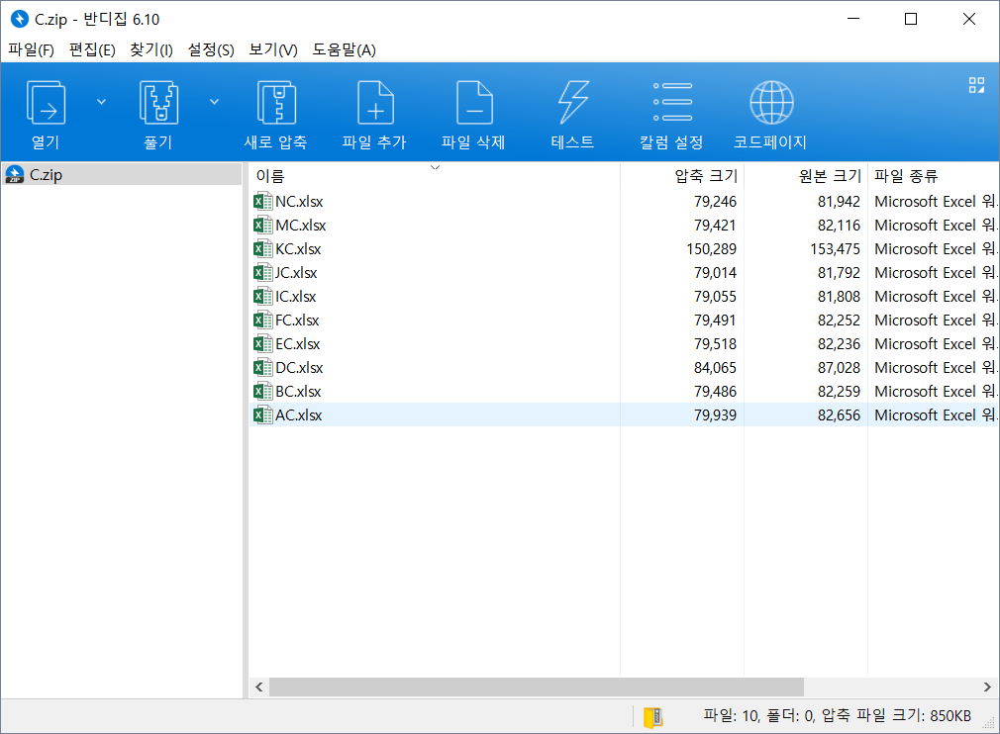 C.zip - 반디집 6.10
파일(F) 편집(E) 찾기(I) 설정(S) 보기(V) 도움말(A)
열기 풀기 새로 압축 파일 추가 파일 삭제 테스트 칼럼 설정 코드페이지
C.zip
이름 압축 크기 원본 크기 파일 종류
NC.xlsx 79,246 81,942 Microsoft Excel 워
MC.xlsx 79,421 82,116 Microsoft Excel 워
KC.xlsx 150,289 153,475 Microsoft Excel 워
JC.xlsx 79,014 81,792 Microsoft Excel 워
IC.xlsx 79,055 81,808 Microsoft Excel 워
FC.xlsx 79,491 82,252 Microsoft Excel 워
EC.xlsx 79,518 82,236 Microsoft Excel 워
DC.xlsx 84,065 87,028 Microsoft Excel 워
BC.xlsx 79,486 82,259 Microsoft Excel 워
AC.xlsx 79,939 82,656 Microsoft Excel 워
파일: 10, 폴더: 0, 압축 파일 크기: 850KB